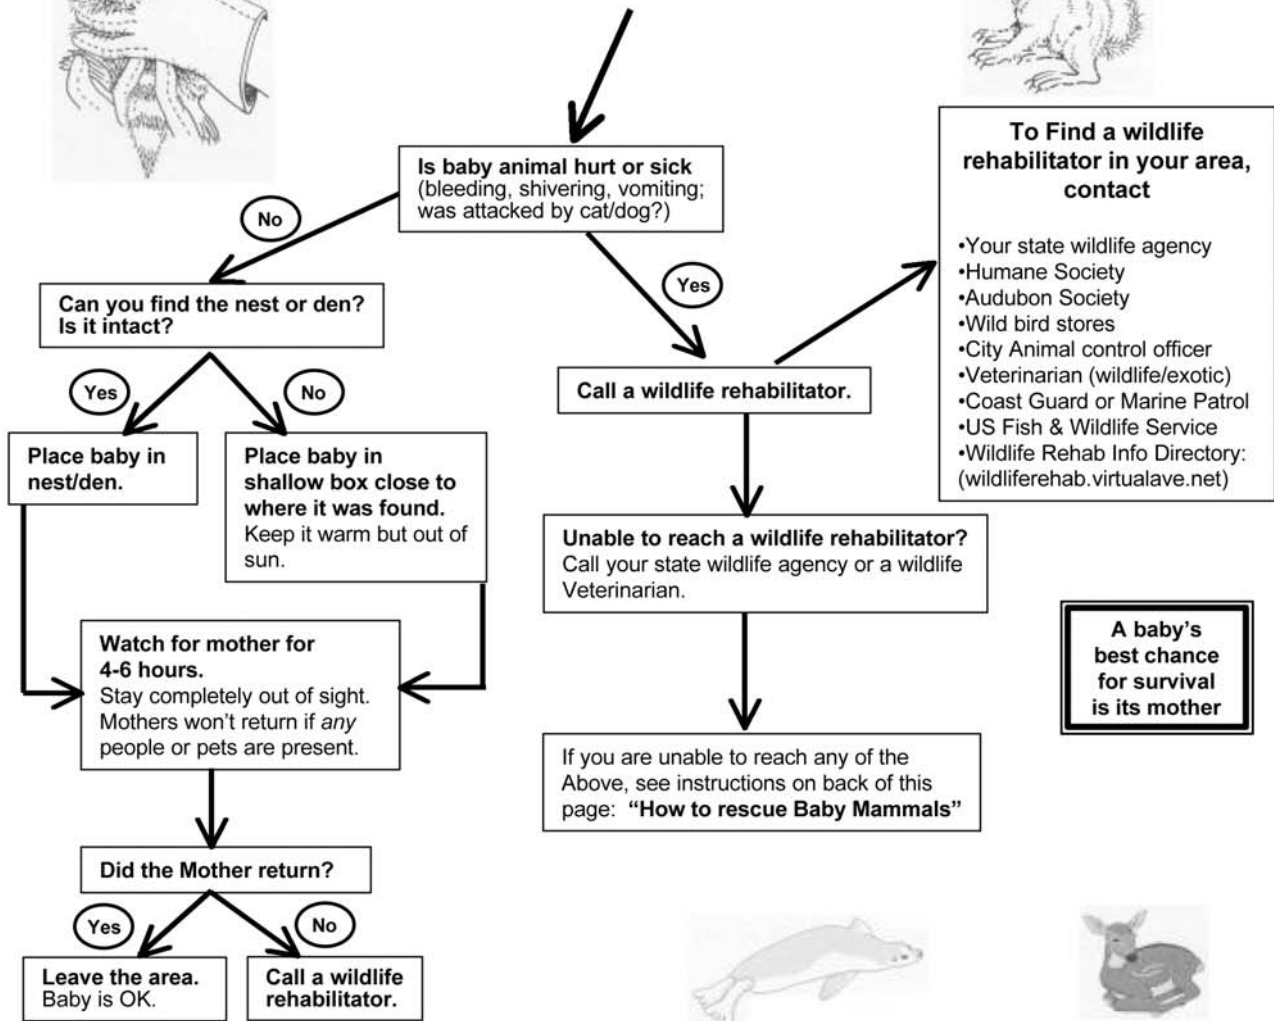 Is baby animal hurt or sick
(bleeding, shivering, vomiting;
was attacked by cat/dog?)
No
Yes
Can you find the nest or den?
Is it intact?
Yes
No
Place baby in
nest/den.
Place baby in
shallow box close to
where it was found.
Keep it warm but out of
sun.
Watch for mother for
4-6 hours.
Stay completely out of sight.
Mothers won’t return if any
people or pets are present.
Did the Mother return?
Yes
No
Leave the area.
Baby is OK.
Call a wildlife
rehabilitator.
Call a wildlife rehabilitator.
Unable to reach a wildlife rehabilitator?
Call your state wildlife agency or a wildlife
Veterinarian.
If you are unable to reach any of the
Above, see instructions on back of this
page: “How to rescue Baby Mammals”
To Find a wildlife
rehabilitator in your area,
contact
•Your state wildlife agency
•Humane Society
•Audubon Society
•Wild bird stores
•City Animal control officer
•Veterinarian (wildlife/exotic)
•Coast Guard or Marine Patrol
•US Fish & Wildlife Service
•Wildlife Rehab Info Directory:
(wildliferehab.virtualave.net)
A baby’s
best chance
for survival
is its mother